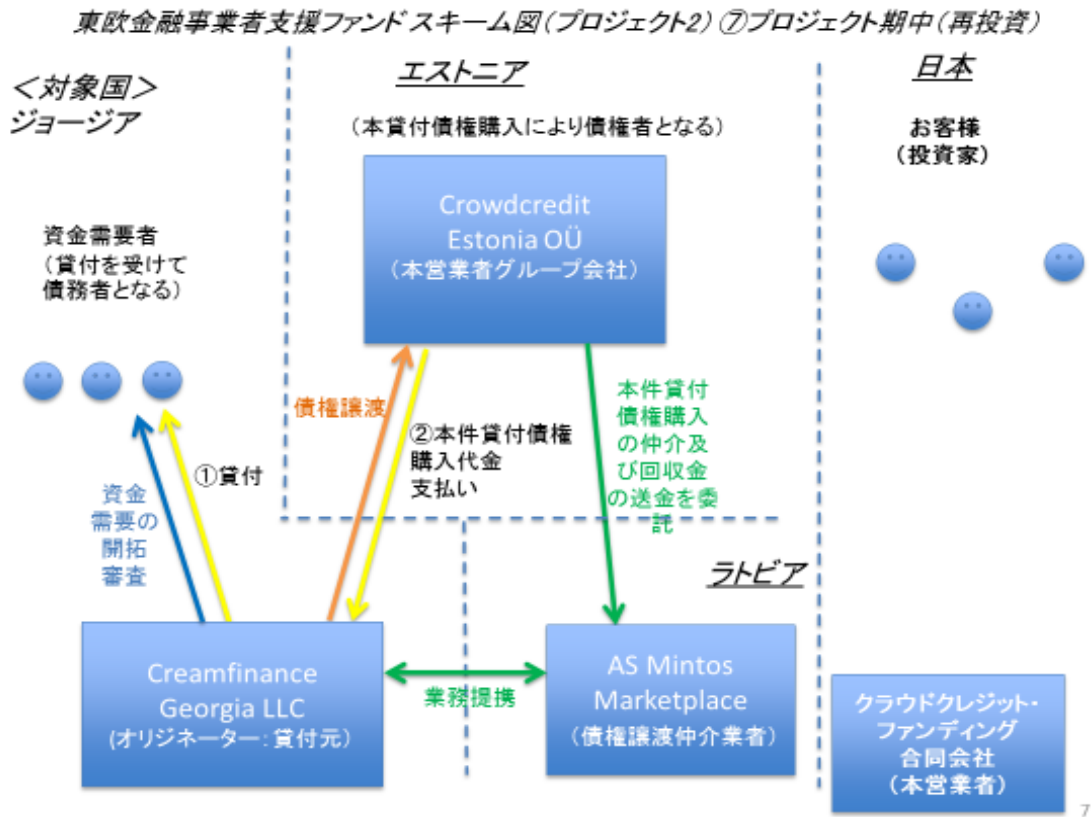 東欧金融事業者支援ファンド スキーム図(プロジェクト2) ⑦プロジェクト期中(再投資)
<対象国>
ジョージア
エストニア
日本
(本貸付債権購入により債権者となる)
お客様
(投資家)
Crowdcredit
Estonia OÜ
(本営業者グループ会社)
資金需要者
(貸付を受けて
債務者となる)
債権譲渡
②本件貸付債権
購入代金
支払い
本件貸付
債権購入
の仲介及
び回収金
の送金を委
託
①貸付
資金
需要の
開拓
審査
ラトビア
Creamfinance
Georgia LLC
(オリジネーター:貸付元)
業務提携
AS Mintos
Marketplace
(債権譲渡仲介業者)
クラウドクレジット・
ファンディング
合同会社
(本営業者)
7